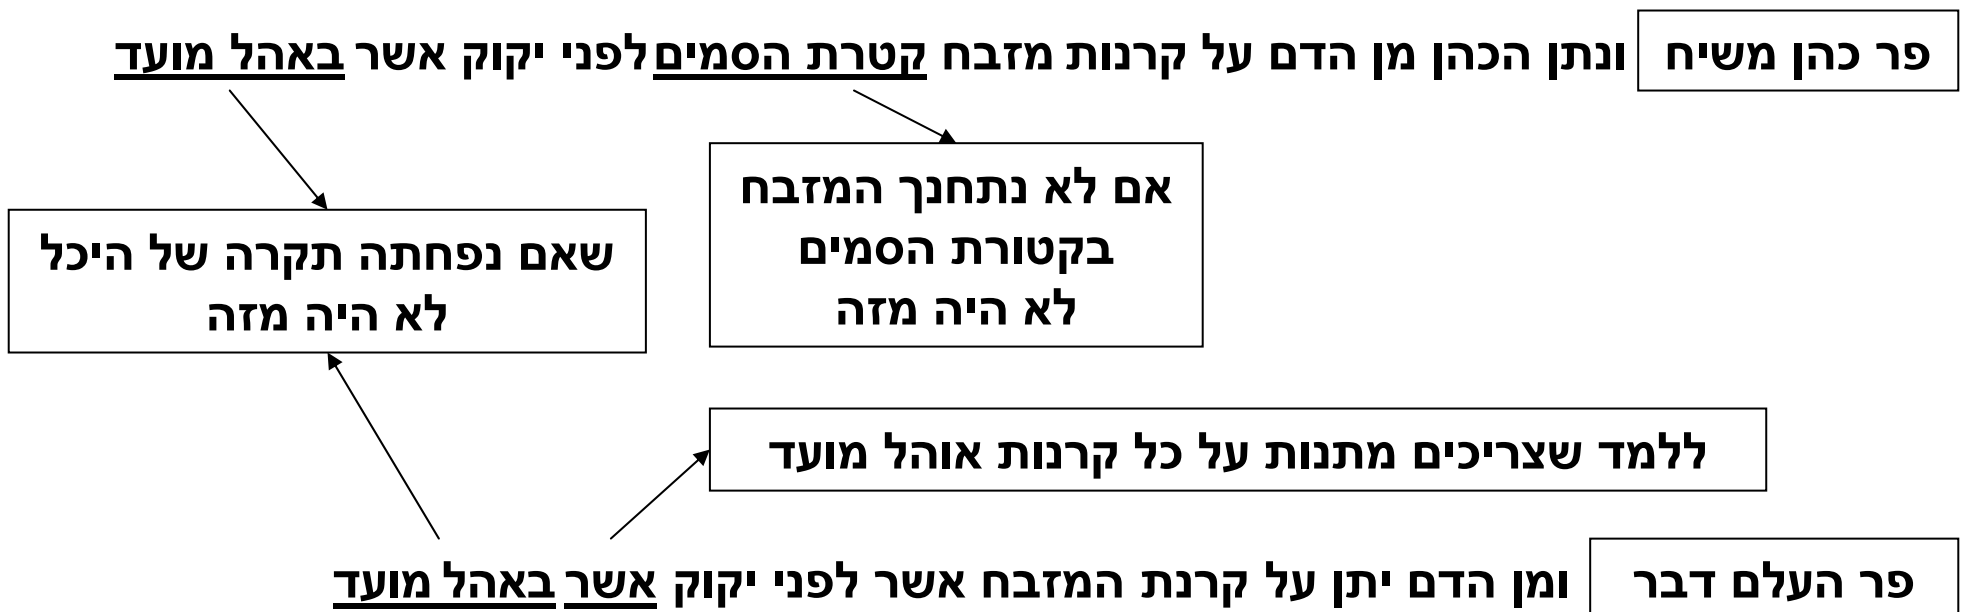 פר כהן משיח
ונתן הכהן מן הדם על קרנות מזבח קטרת הסמים לפני יקוק אשר באהל מועד
אם לא נתחנך המזבח
בקטורת הסמים
לא היה מזה
שאם נפחתה תקרה של היכל
לא היה מזה
ללמד שצריכים מתנות על כל קרנות אוהל מועד
פר העלם דבר
ומן הדם יתן על קרנת המזבח אשר לפני יקוק אשר באהל מועד